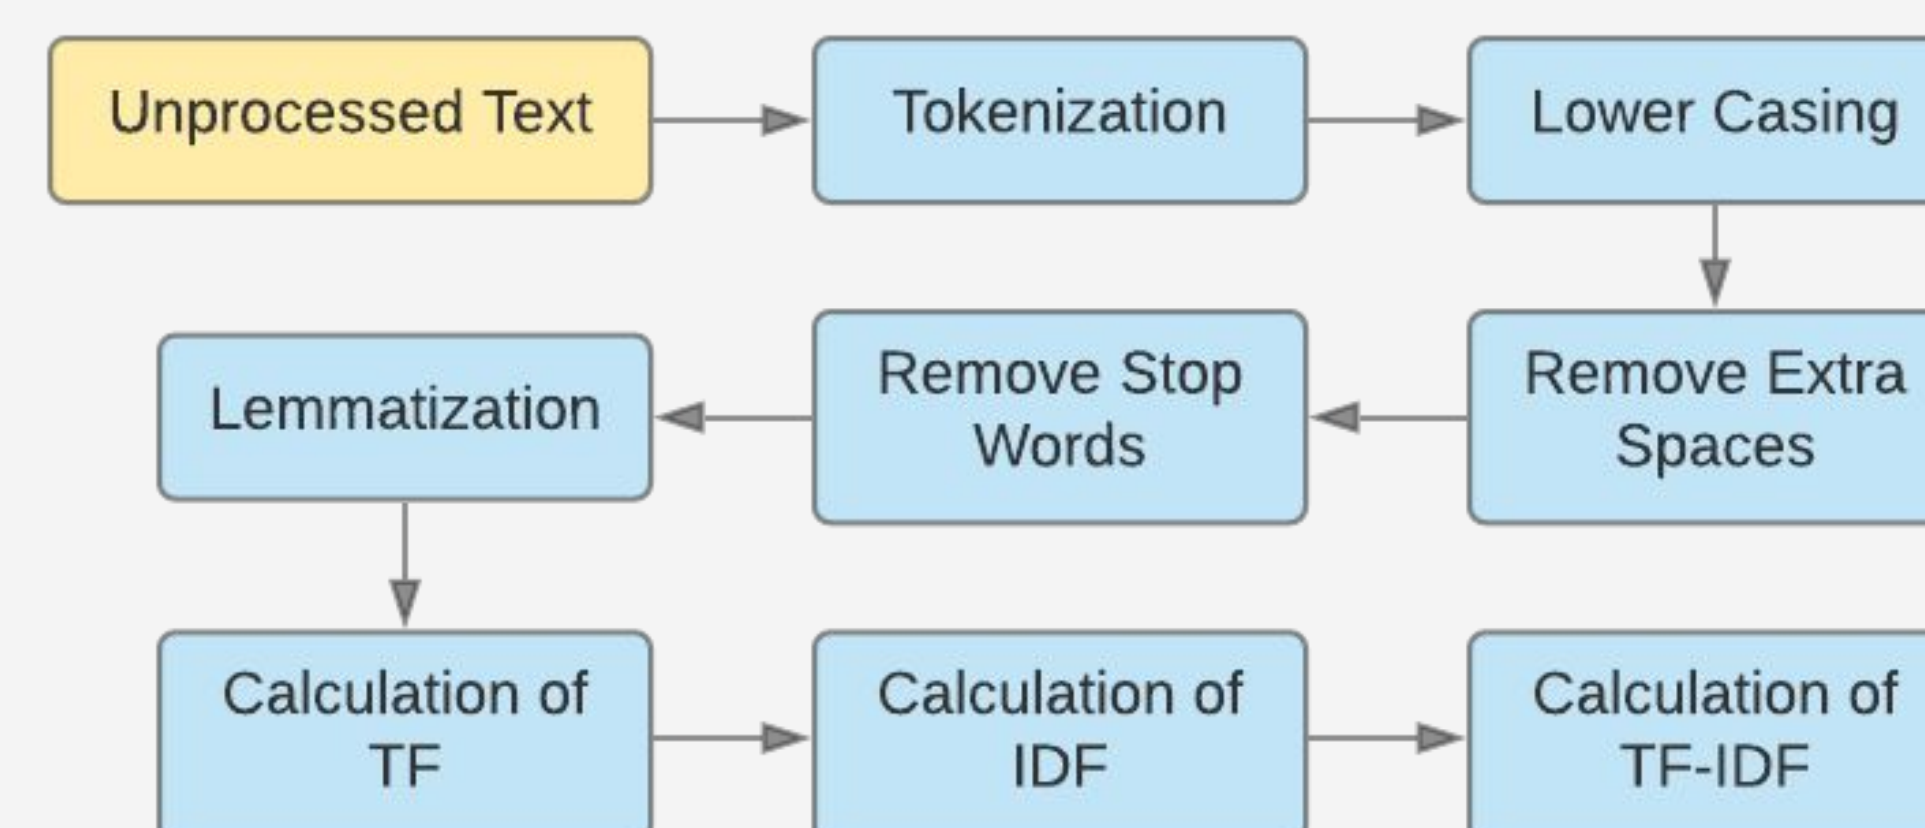 Unprocessed Text
Tokenization
Lower Casing
Remove Extra
Spaces
Remove Stop
Words
Lemmatization
Calculation of
TF
Calculation of
IDF
Calculation of
TF-IDF